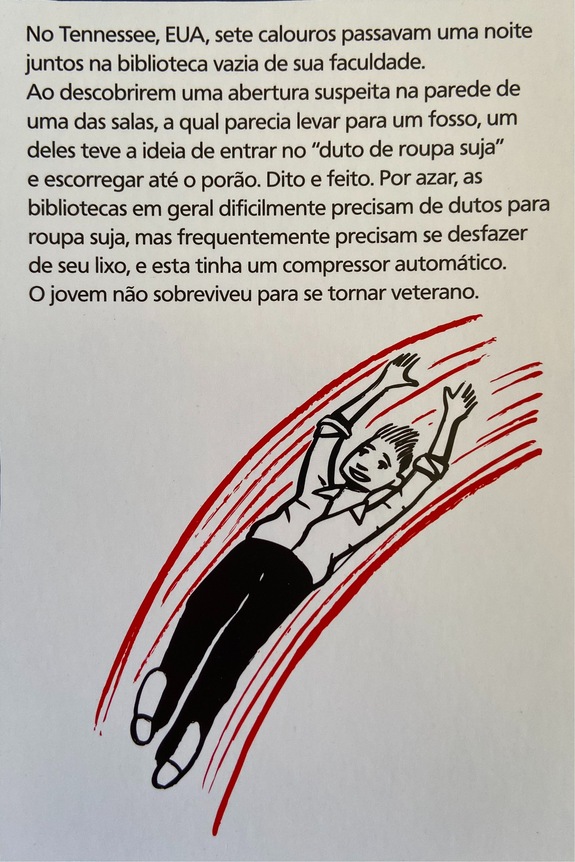 No Tennessee, EUA, sete calouros passavam uma noite
juntos na biblioteca vazia de sua faculdade.
Ao descobrirem uma abertura suspeita na parede de
uma das salas, a qual parecia levar para um fosso, um
deles teve a ideia de entrar no “duto de roupa suja”
e escorregar até o porão. Dito e feito. Por azar, as
bibliotecas em geral dificilmente precisam de dutos para
roupa suja, mas frequentemente precisam se desfazer
de seu lixo, e esta tinha um compressor automático.
O jovem não sobreviveu para se tornar veterano.